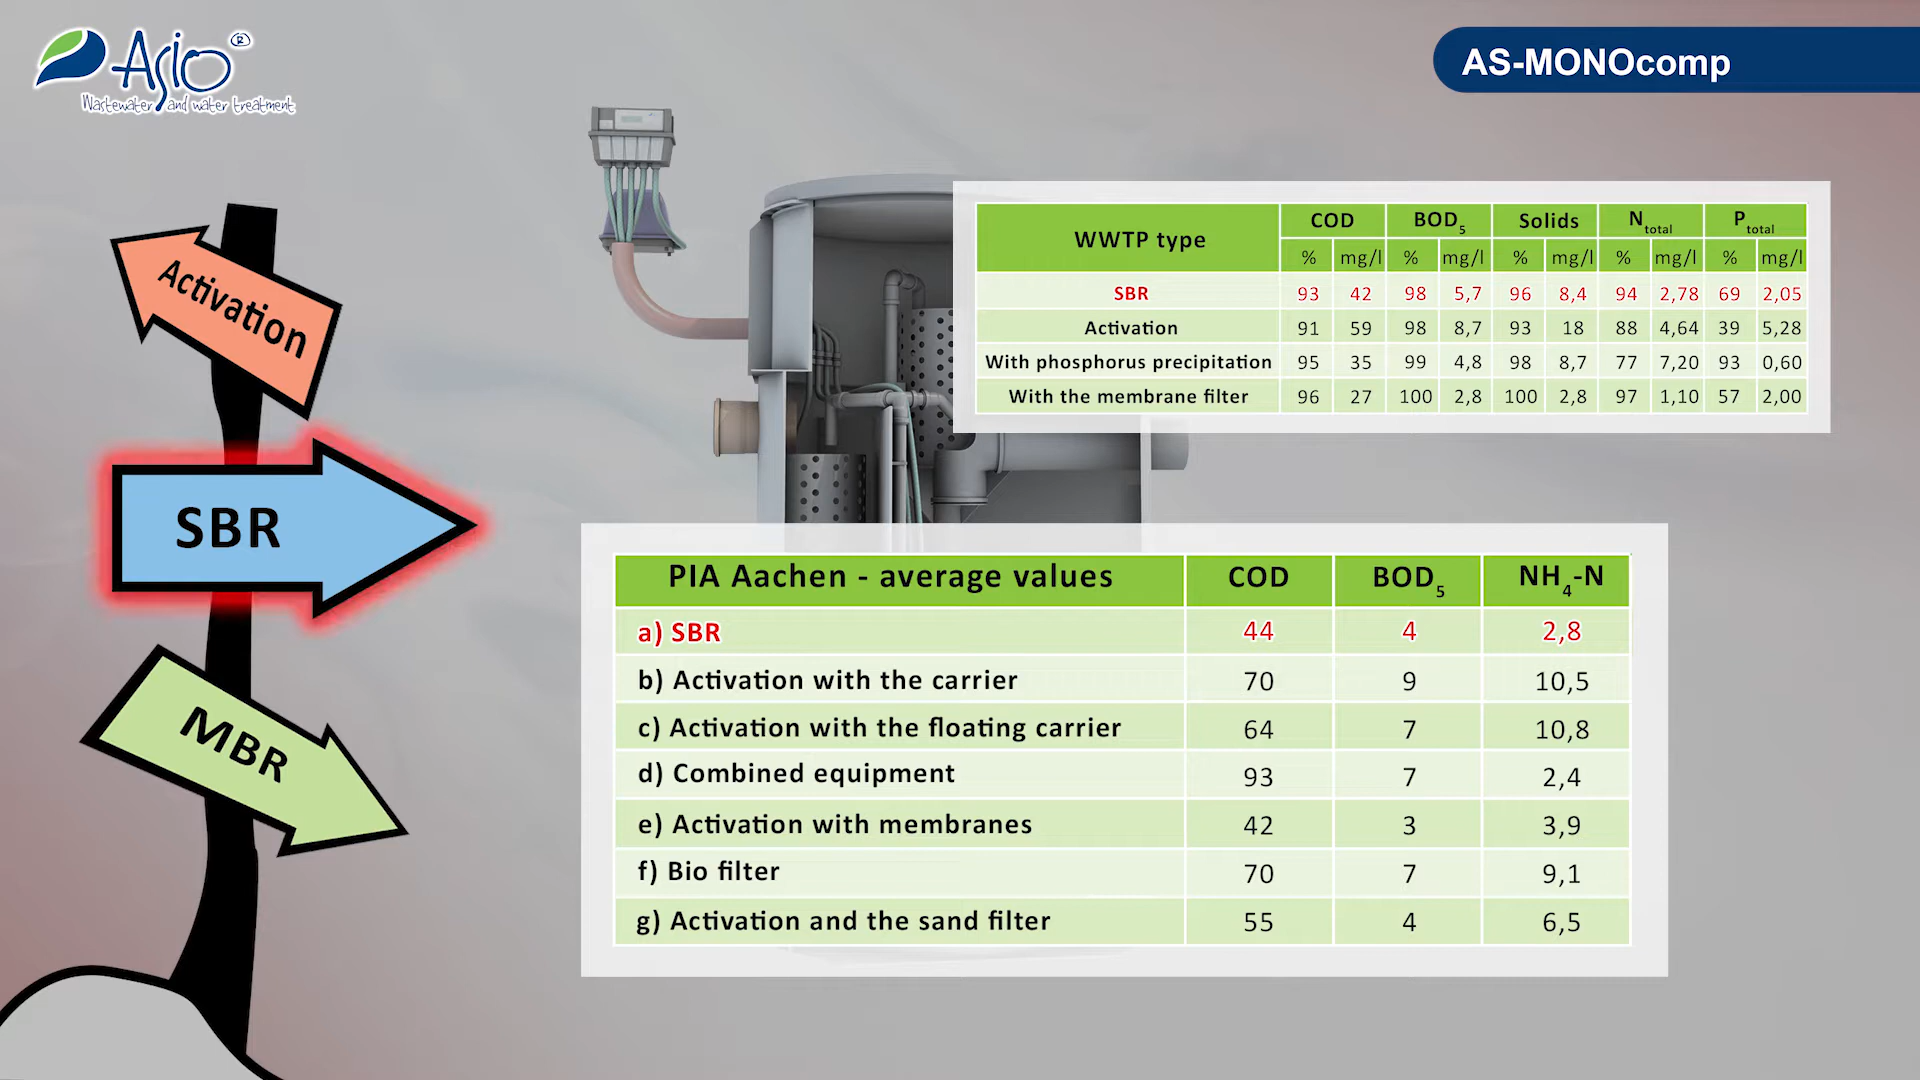 Asio®
Wastewater and water treatment
AS-MONOcomp
Activation
SBR
MBR
WWTP type COD BOD5 Solids Ntotal Ptotal
% mg/l % mg/l % mg/l % mg/l % mg/l
SBR 93 42 98 5,7 96 8,4 94 2,78 69 2,05
Activation 91 59 98 8,7 93 18 88 4,64 39 5,28
With phosphorus precipitation 95 35 99 4,8 98 8,7 77 7,20 93 0,60
With the membrane filter 96 27 100 2,8 100 2,8 97 1,10 57 2,00
PIA Aachen - average values COD BOD5 NH4-N
a) SBR 44 4 2,8
b) Activation with the carrier 70 9 10,5
c) Activation with the floating carrier 64 7 10,8
d) Combined equipment 93 7 2,4
e) Activation with membranes 42 3 3,9
f) Bio filter 70 7 9,1
g) Activation and the sand filter 55 4 6,5